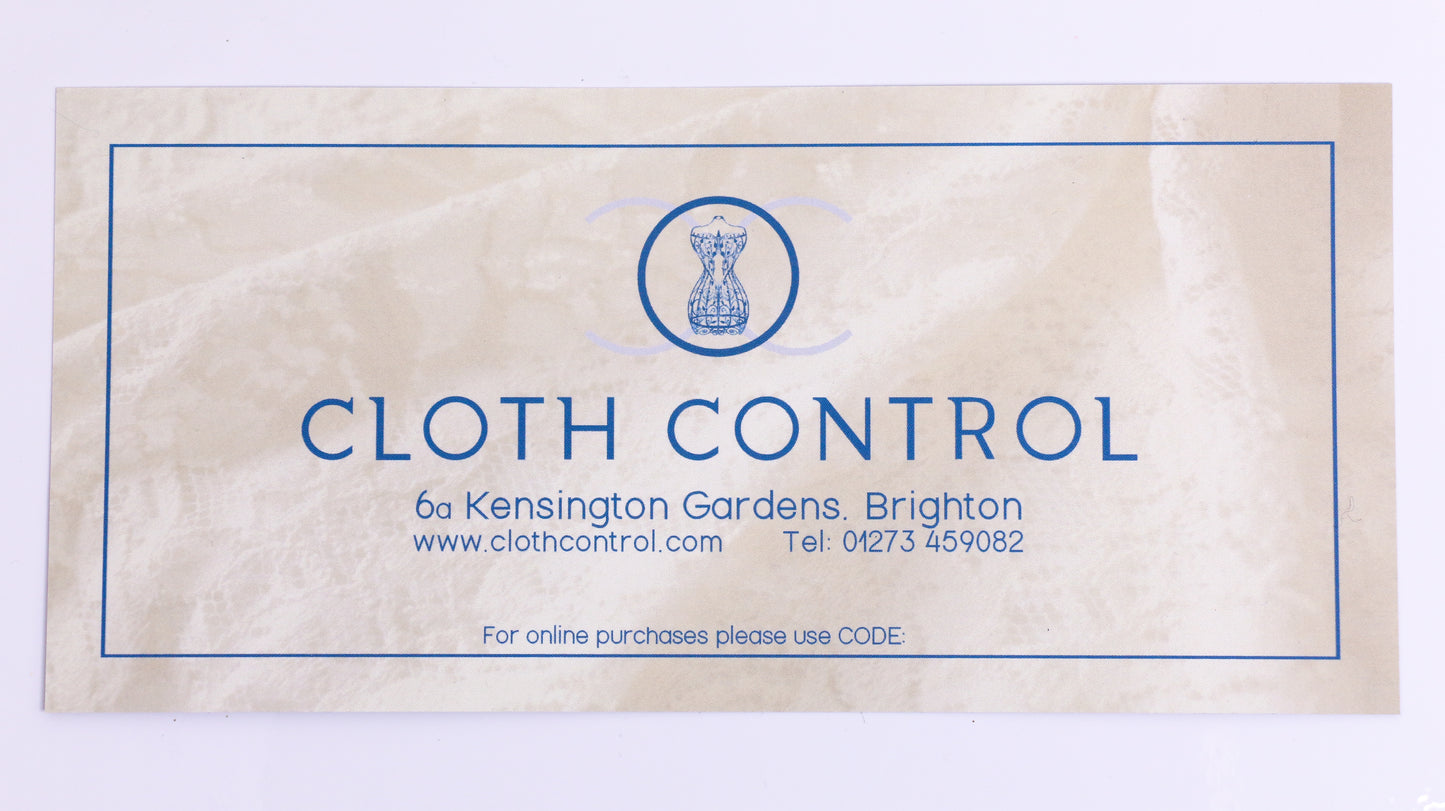 CLOTH CONTROL
6a Kensington Gardens. Brighton
www.clothcontrol.com Tel: 01273 459082
For online purchases please use CODE: